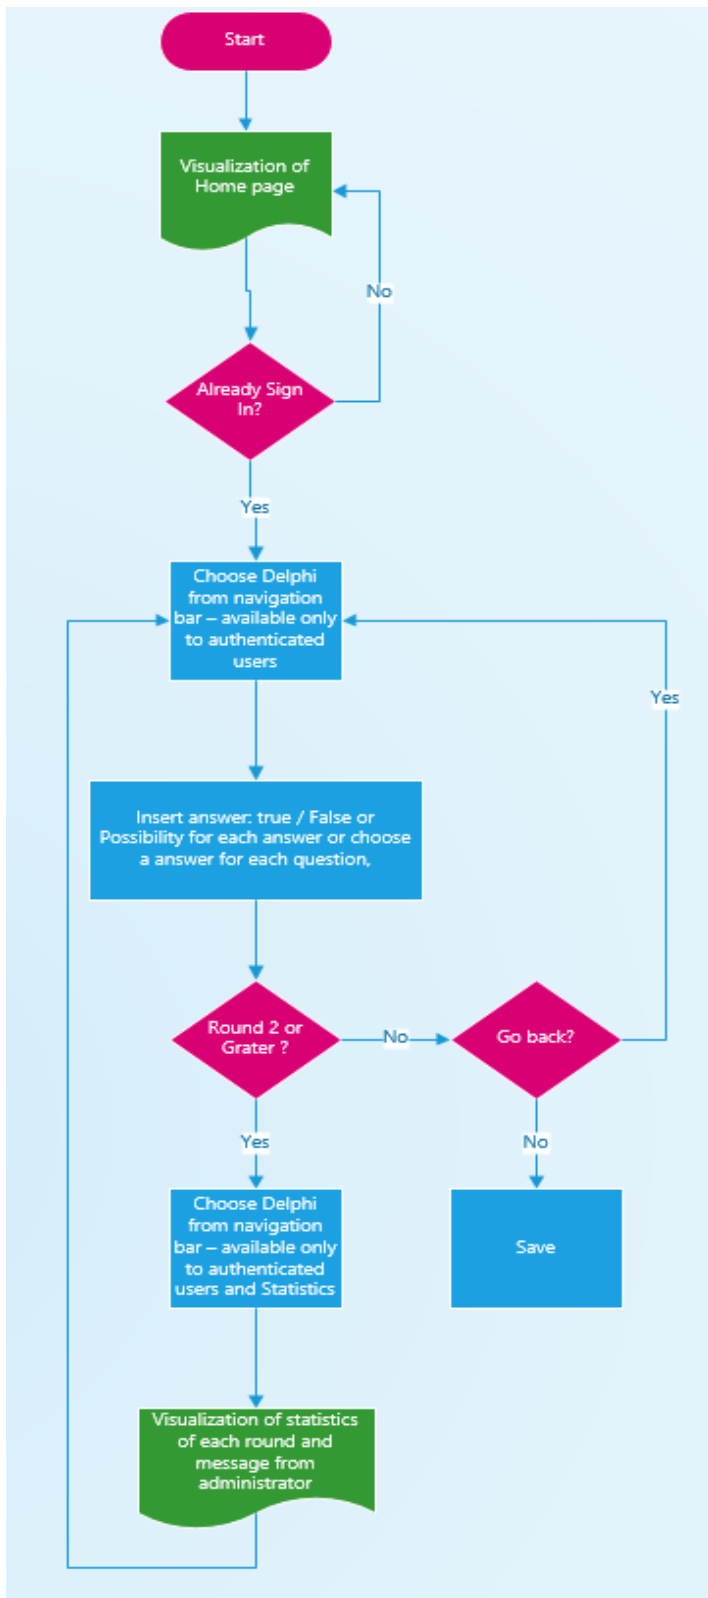 Start
Visualization of
Home page
No
Already Sign
In?
Yes
Choose Delphi
from navigation
bar – available only
to authenticated
users
Yes
Insert answer: true / False or
Possibility for each answer or choose
a answer for each question,
Round 2 or
Grater ?
No
Go back?
Yes
No
Choose Delphi
from navigation
bar – available only
to authenticated
users and Statistics
Save
Visualization of statistics
of each round and
message from
administrator